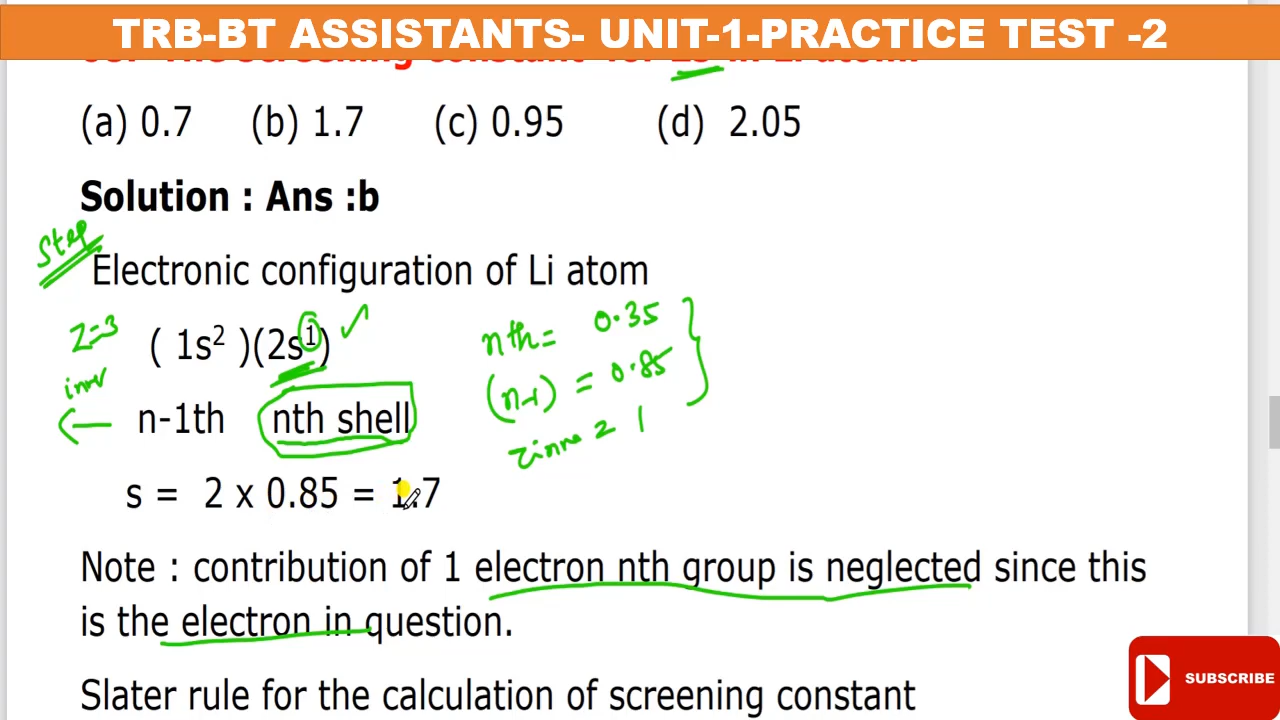 TRB-BT ASSISTANTS- UNIT-1-PRACTICE TEST -2
(a) 0.7 (b) 1.7 (c) 0.95 (d) 2.05
Solution : Ans :b
Step
Electronic configuration of Li atom
Z=3 ( 1s² )(2s¹) nth = 0.35
inner (n-1) = 0.85
n-1th nth shell
1
s = 2 x 0.85 = 1.7
Note : contribution of 1 electron nth group is neglected since this
is the electron in question.
Slater rule for the calculation of screening constant
SUBSCRIBE